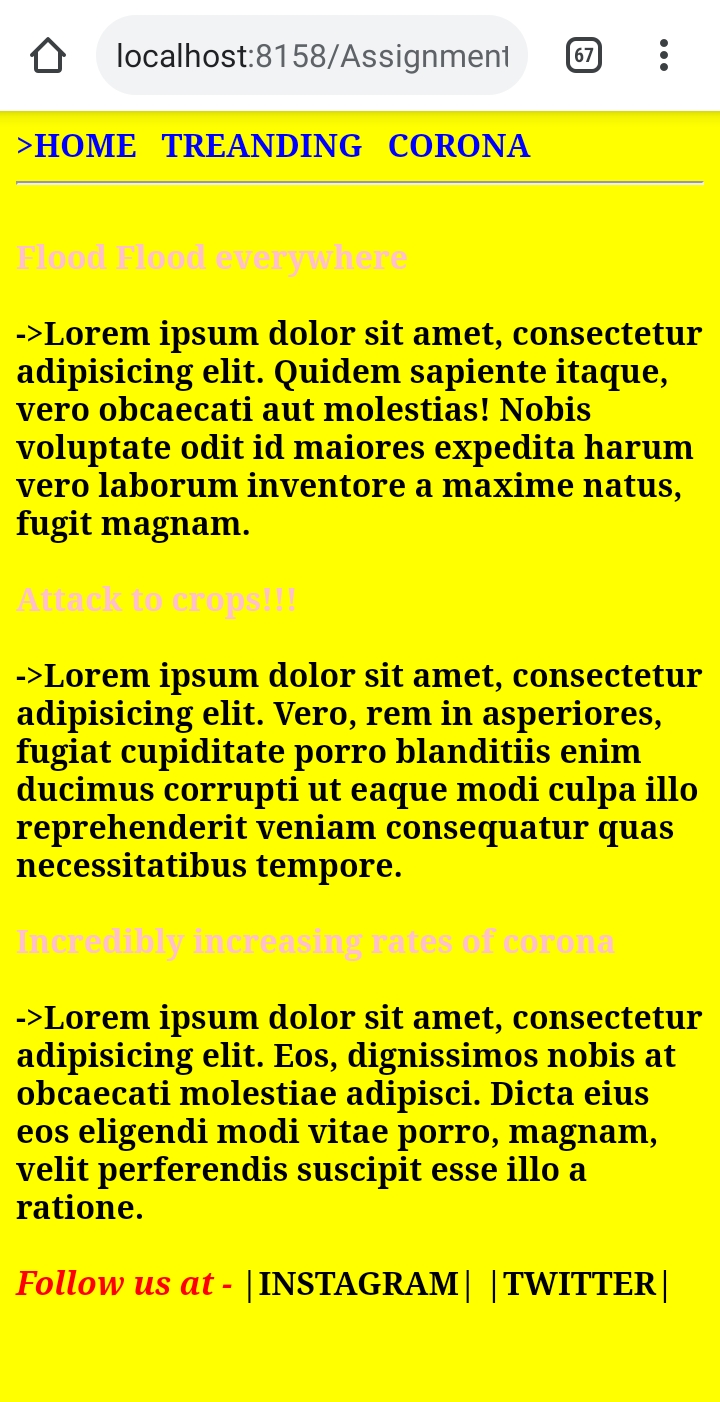 localhost:8158/Assignment
67
>HOME TREANDING CORONA
Flood Flood everywhere
->Lorem ipsum dolor sit amet, consectetur
adipisicing elit. Quidem sapiente itaque,
vero obcaecati aut molestias! Nobis
voluptate odit id maiores expedita harum
vero laborum inventore a maxime natus,
fugit magnam.
Attack to crops!!!
->Lorem ipsum dolor sit amet, consectetur
adipisicing elit. Vero, rem in asperiores,
fugiat cupiditate porro blanditiis enim
ducimus corrupti ut eaque modi culpa illo
reprehenderit veniam consequatur quas
necessitatibus tempore.
Incredibly increasing rates of corona
->Lorem ipsum dolor sit amet, consectetur
adipisicing elit. Eos, dignissimos nobis at
obcaecati molestiae adipisci. Dicta eius
eos eligendi modi vitae porro, magnam,
velit perferendis suscipit esse illo a
ratione.
Follow us at - |INSTAGRAM| |TWITTER|